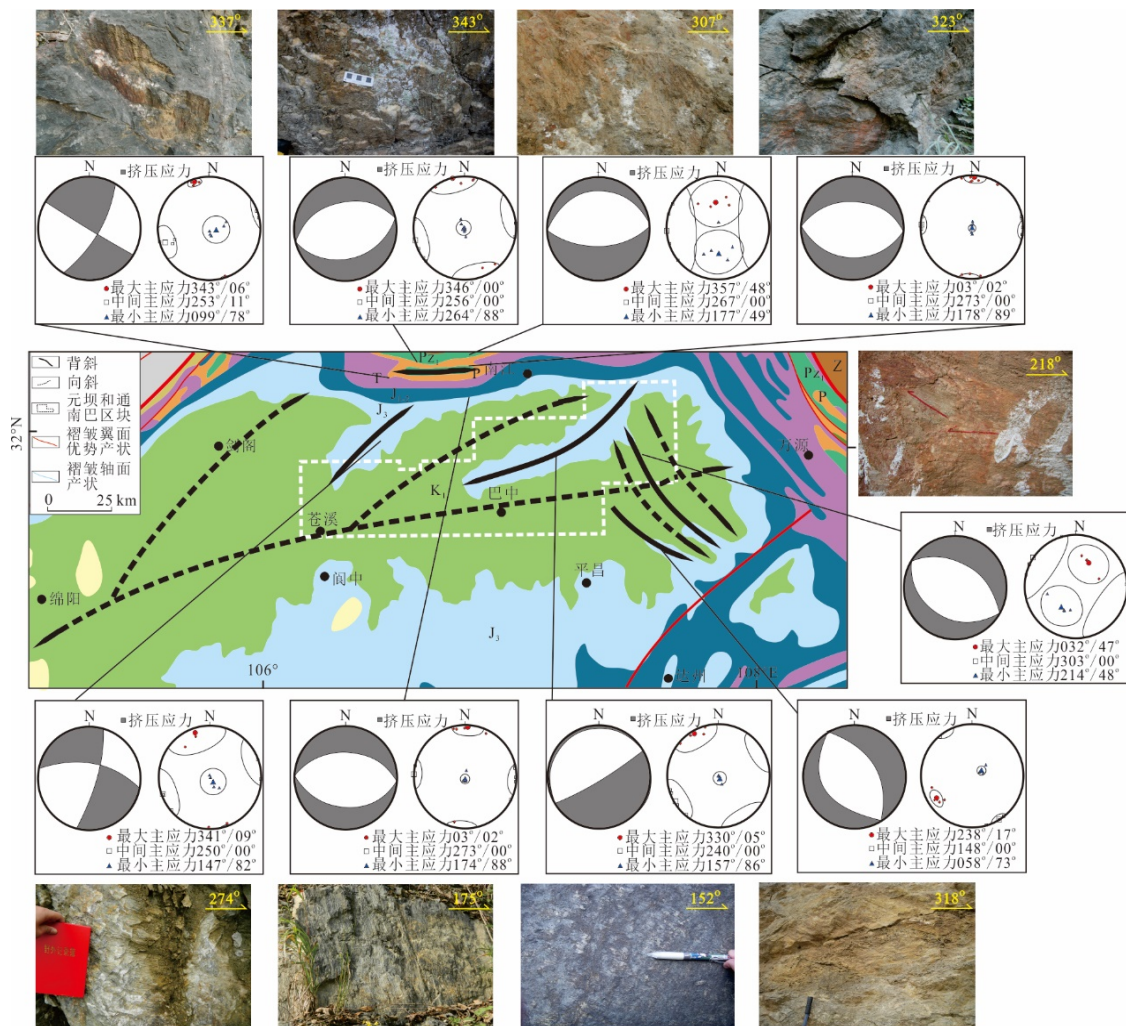 337°
343°
307°
323°
N
挤压应力
最大主应力343°/06°
中间主应力253°/11°
最小主应力099°/78°
N
挤压应力
最大主应力346°/00°
中间主应力256°/00°
最小主应力264°/88°
N
挤压应力
最大主应力357°/48°
中间主应力267°/00°
最小主应力177°/49°
N
挤压应力
最大主应力03°/02°
中间主应力273°/00°
最小主应力178°/89°
背斜
向斜
元坝和通
南巴区块
褶皱翼面
优势产状
褶皱轴面
产状
0 25 km
32°N
Pz₁
T
P
南江
J₃
剑阁
K₁
巴中
苍溪
阆中
平昌
绵阳
J₃
106°
108°E
达州
万源
Pz₁
P
Z
218°
N
挤压应力
最大主应力032°/47°
中间主应力303°/00°
最小主应力214°/48°
N
挤压应力
最大主应力341°/09°
中间主应力250°/00°
最小主应力147°/82°
N
挤压应力
最大主应力03°/02°
中间主应力273°/00°
最小主应力174°/88°
N
挤压应力
最大主应力330°/05°
中间主应力240°/00°
最小主应力157°/86°
N
挤压应力
最大主应力238°/17°
中间主应力148°/00°
最小主应力058°/73°
274°
175°
152°
318°